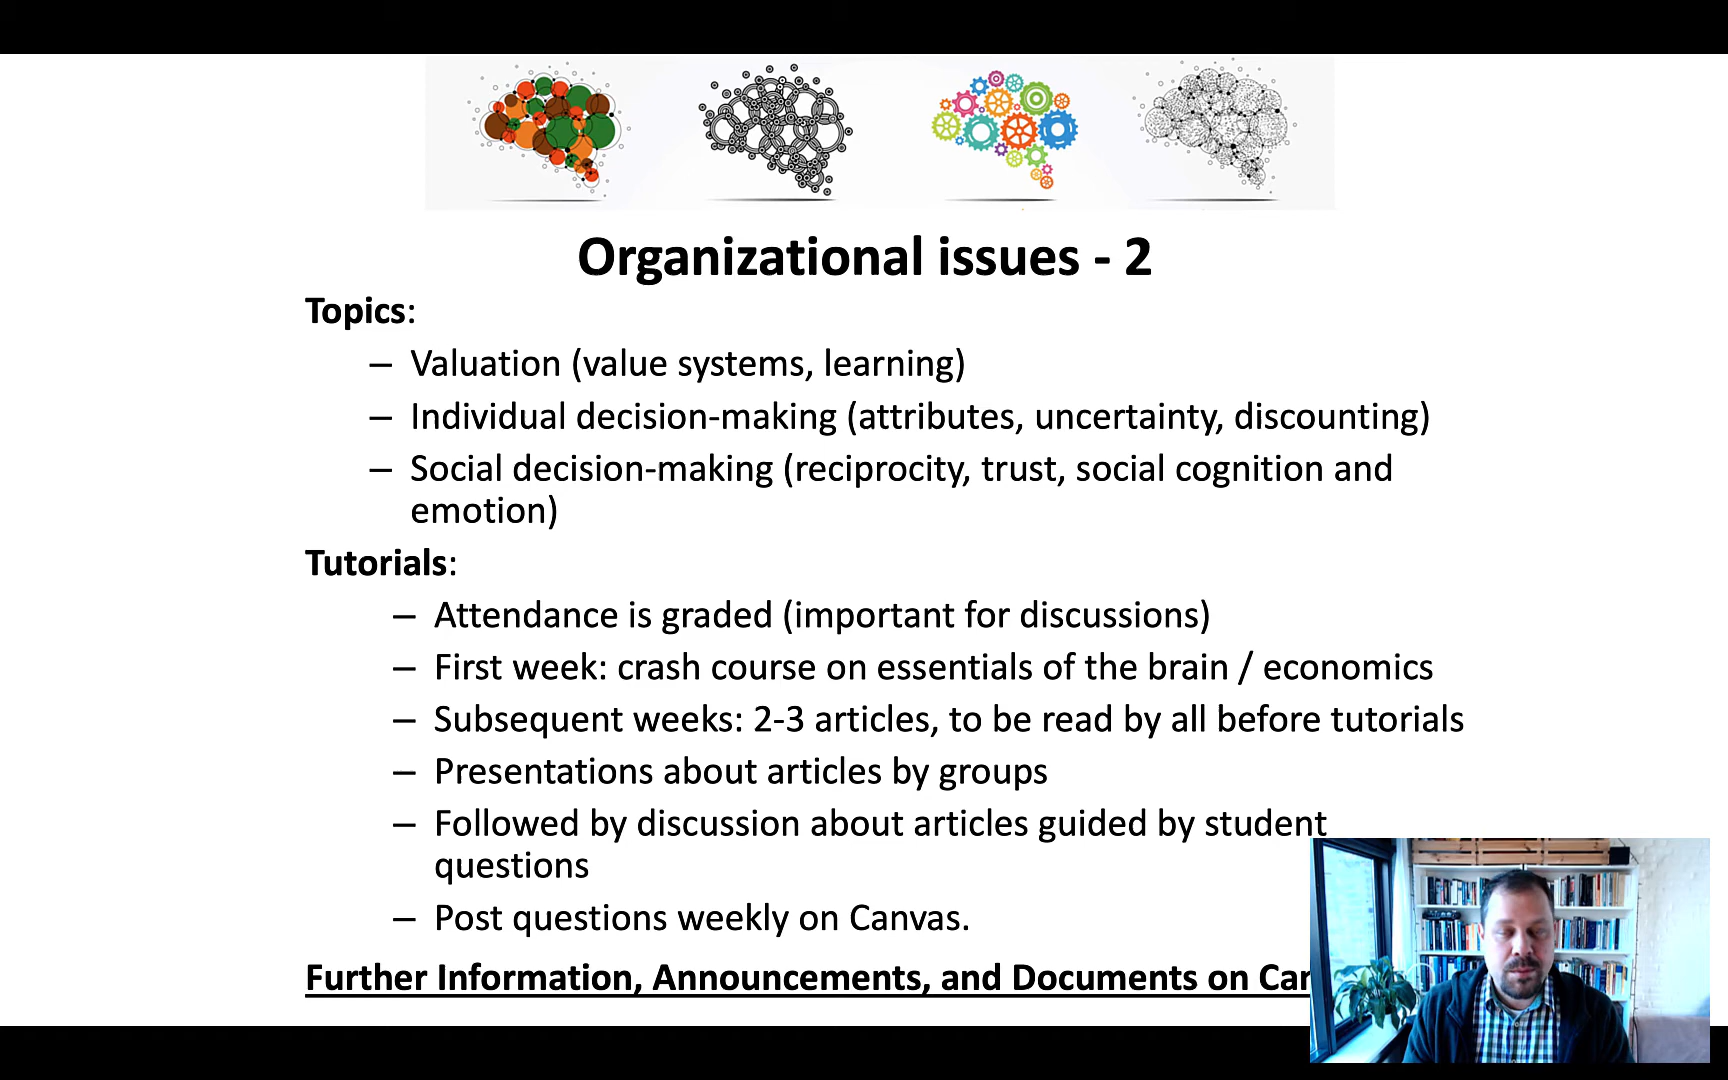 Organizational issues - 2
Topics:
– Valuation (value systems, learning)
– Individual decision-making (attributes, uncertainty, discounting)
– Social decision-making (reciprocity, trust, social cognition and
emotion)
Tutorials:
– Attendance is graded (important for discussions)
– First week: crash course on essentials of the brain / economics
– Subsequent weeks: 2-3 articles, to be read by all before tutorials
– Presentations about articles by groups
– Followed by discussion about articles guided by student
questions
– Post questions weekly on Canvas.
Further Information, Announcements, and Documents on